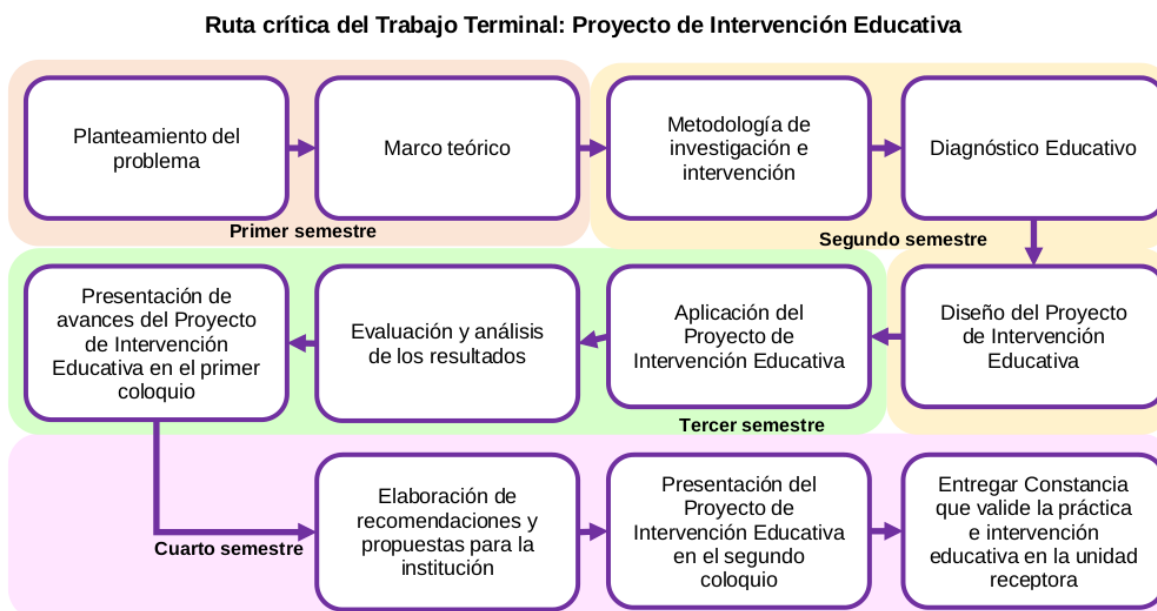 Ruta crítica del Trabajo Terminal: Proyecto de Intervención Educativa
Planteamiento del
problema
Marco teórico
Metodología de
investigación e
intervención
Diagnóstico Educativo
Primer semestre
Segundo semestre
Diseño del Proyecto
de Intervención
Educativa
Aplicación del
Proyecto de
Intervención Educativa
Evaluación y análisis
de los resultados
Presentación de
avances del Proyecto
de Intervención
Educativa en el primer
coloquio
Tercer semestre
Elaboración de
recomendaciones y
propuestas para la
institución
Presentación del
Proyecto de
Intervención Educativa
en el segundo
coloquio
Entregar Constancia
que valide la práctica
e intervención
educativa en la unidad
receptora
Cuarto semestre